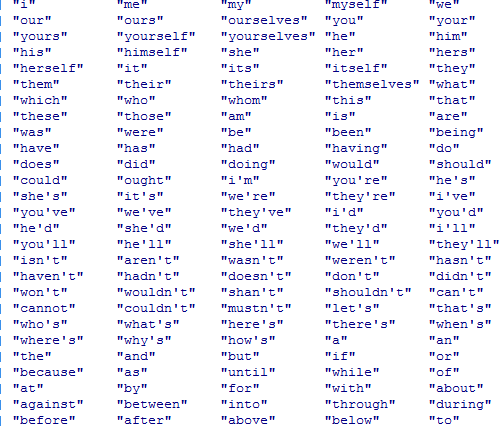 "i" "me" "my" "myself" "we"
"our" "ours" "ourselves" "you" "your"
"yours" "yourself" "yourselves" "he" "him"
"his" "himself" "she" "her" "hers"
"herself" "it" "its" "itself" "they"
"them" "their" "theirs" "themselves" "what"
"which" "who" "whom" "this" "that"
"these" "those" "am" "is" "are"
"was" "were" "be" "been" "being"
"have" "has" "had" "having" "do"
"does" "did" "doing" "would" "should"
"could" "ought" "i'm" "you're" "he's"
"she's" "it's" "we're" "they're" "i've"
"you've" "we've" "they've" "i'd" "you'd"
"he'd" "she'd" "we'd" "they'd" "i'll"
"you'll" "he'll" "she'll" "we'll" "they'll"
"isn't" "aren't" "wasn't" "weren't" "hasn't"
"haven't" "hadn't" "doesn't" "don't" "didn't"
"won't" "wouldn't" "shan't" "shouldn't" "can't"
"cannot" "couldn't" "mustn't" "let's" "that's"
"who's" "what's" "here's" "there's" "when's"
"where's" "why's" "how's" "a" "an"
"the" "and" "but" "if" "or"
"because" "as" "until" "while" "of"
"at" "by" "for" "with" "about"
"against" "between" "into" "through" "during"
"before" "after" "above" "below" "to"